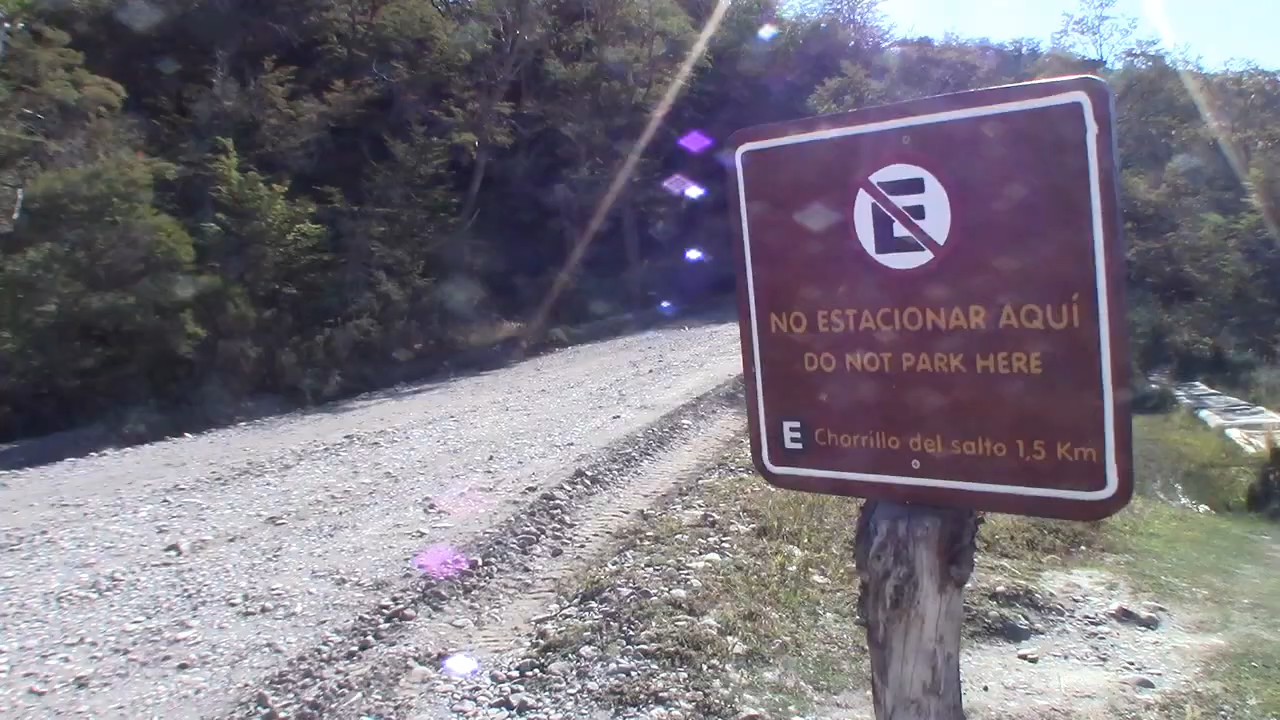 E
NO ESTACIONAR AQUÍ
DO NOT PARK HERE
E Chorrillo del salto 1,5 Km